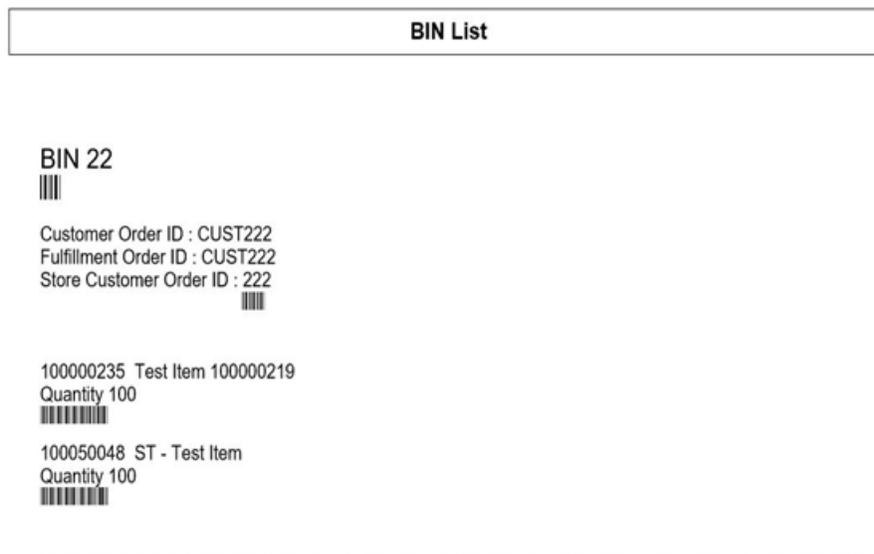 BIN List
BIN 22
Customer Order ID : CUST222
Fulfillment Order ID : CUST222
Store Customer Order ID : 222
100000235 Test Item 100000219
Quantity 100
100050048 ST - Test Item
Quantity 100